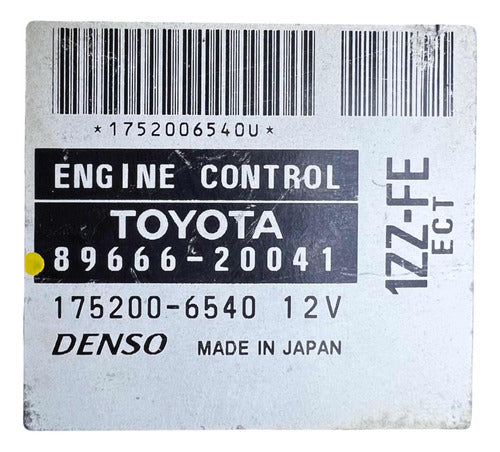 *1752006540U*
ENGINE CONTROL
TOYOTA
89666-20041
175200-6540 12V
DENSO MADE IN JAPAN
1ZZ-FE
ECT